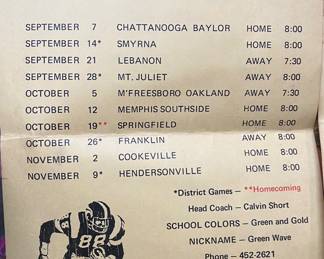 SEPTEMBER 7 CHATTANOOGA BAYLOR HOME 8:00
SEPTEMBER 14* SMYRNA HOME 8:00
SEPTEMBER 21 LEBANON AWAY 7:30
SEPTEMBER 28* MT. JULIET AWAY 8:00
OCTOBER 5 M'FREESBORO OAKLAND AWAY 7:30
OCTOBER 12 MEMPHIS SOUTHSIDE HOME 8:00
OCTOBER 19** SPRINGFIELD HOME 8:00
OCTOBER 26* FRANKLIN AWAY 8:00
NOVEMBER 2 COOKEVILLE HOME 8:00
NOVEMBER 9* HENDERSONVILLE HOME 8:00
*District Games — **Homecoming
Head Coach — Calvin Short
SCHOOL COLORS — Green and Gold
NICKNAME — Green Wave
Phone — 452-2621
88